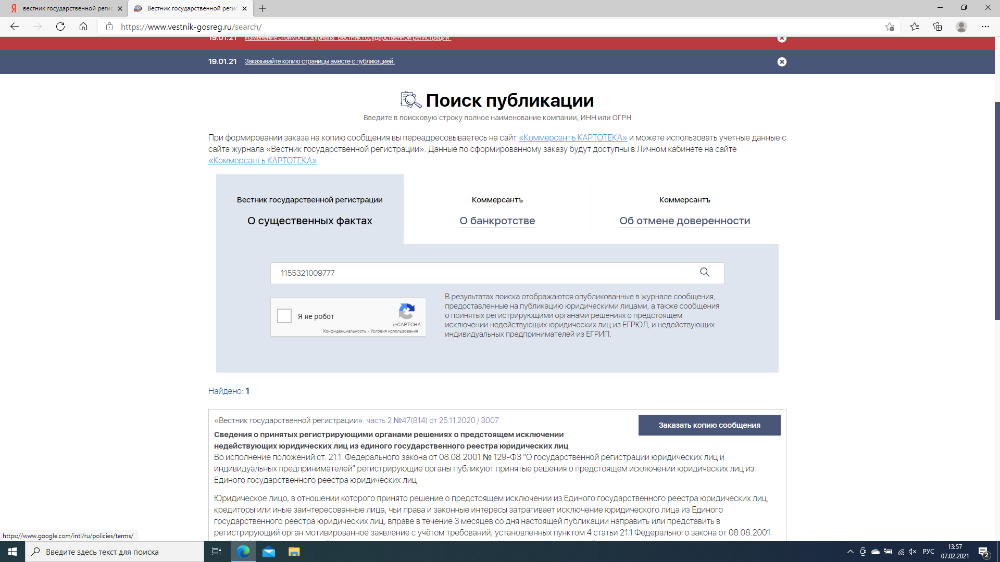 вестник государственной регис
Вестник государственной регис
https://www.vestnik-gosreg.ru/search/
19.01.21 Изменение стоимости журнала "Вестник государственной регистрации".
19.01.21 Заказывайте копию страницы вместе с публикацией.
Поиск публикации
Введите в поисковую строку полное наименование компании, ИНН или ОГРН
При формировании заказа на копию сообщения вы переадресовываетесь на сайт «Коммерсантъ КАРТОТЕКА» и можете использовать учетные данные с
сайта журнала «Вестник государственной регистрации». Данные по сформированному заказу будут доступны в Личном кабинете на сайте
«Коммерсантъ КАРТОТЕКА»
Вестник государственной регистрации
О существенных фактах
Коммерсантъ
О банкротстве
Коммерсантъ
Об отмене доверенности
1155321009777
Я не робот
reCAPTCHA
Конфиденциальность - Условия использования
В результатах поиска отображаются опубликованные в журнале сообщения,
предоставленные на публикацию юридическими лицами, а также сообщения
о принятых регистрирующими органами решениях о предстоящем
исключении недействующих юридических лиц из ЕГРЮЛ, и недействующих
индивидуальных предпринимателей из ЕГРИП.
Найдено: 1
«Вестник государственной регистрации». часть 2 №47(814) от 25.11.2020 / 3007
Заказать копию сообщения
Сведения о принятых регистрирующими органами решениях о предстоящем исключении
недействующих юридических лиц из единого государственного реестра юридических лиц
Во исполнение положений ст. 21.1. Федерального закона от 08.08.2001 № 129-ФЗ "О государственной регистрации юридических лиц и
индивидуальных предпринимателей" регистрирующие органы публикуют принятые решения о предстоящем исключении юридических лиц из
Единого государственного реестра юридических лиц
Юридическое лицо, в отношении которого принято решение о предстоящем исключении из Единого государственного реестра юридических лиц,
кредиторы или иные заинтересованные лица, чьи права и законные интересы затрагивает исключение юридического лица из Единого
государственного реестра юридических лиц, вправе в течение 3 месяцев со дня настоящей публикации направить или представить в
регистрирующий орган мотивированное заявление с учётом требований, установленных пунктом 4 статьи 21.1 Федерального закона от 08.08.2001
https://www.google.com/intl/ru/policies/terms/
Введите здесь текст для поиска
РУС
13:57
07.02.2021
2